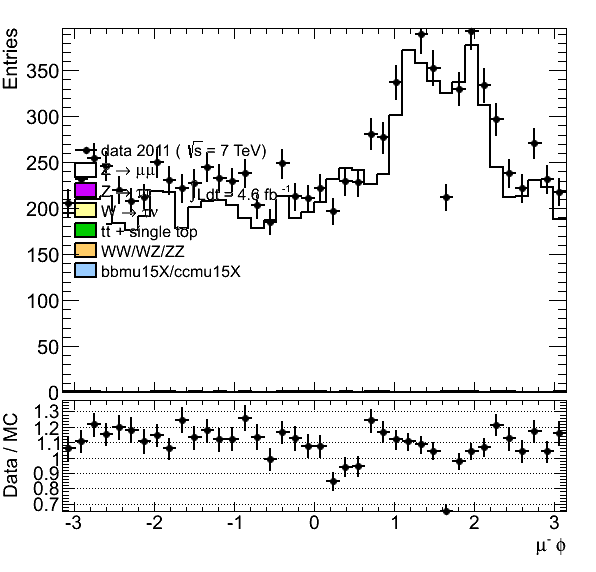 Entries
350
300
250
200
150
100
50
0
data 2011 ( √s = 7 TeV)
Z → μμ
Z → ττ
∫Ldt = 4.6 fb⁻¹
W → τν
tt + single top
WW/WZ/ZZ
bbmu15X/ccmu15X
Data / MC
1.3
1.2
1.1
1
0.9
0.8
0.7
-3 -2 -1 0 1 2 3
μ⁻ ϕ